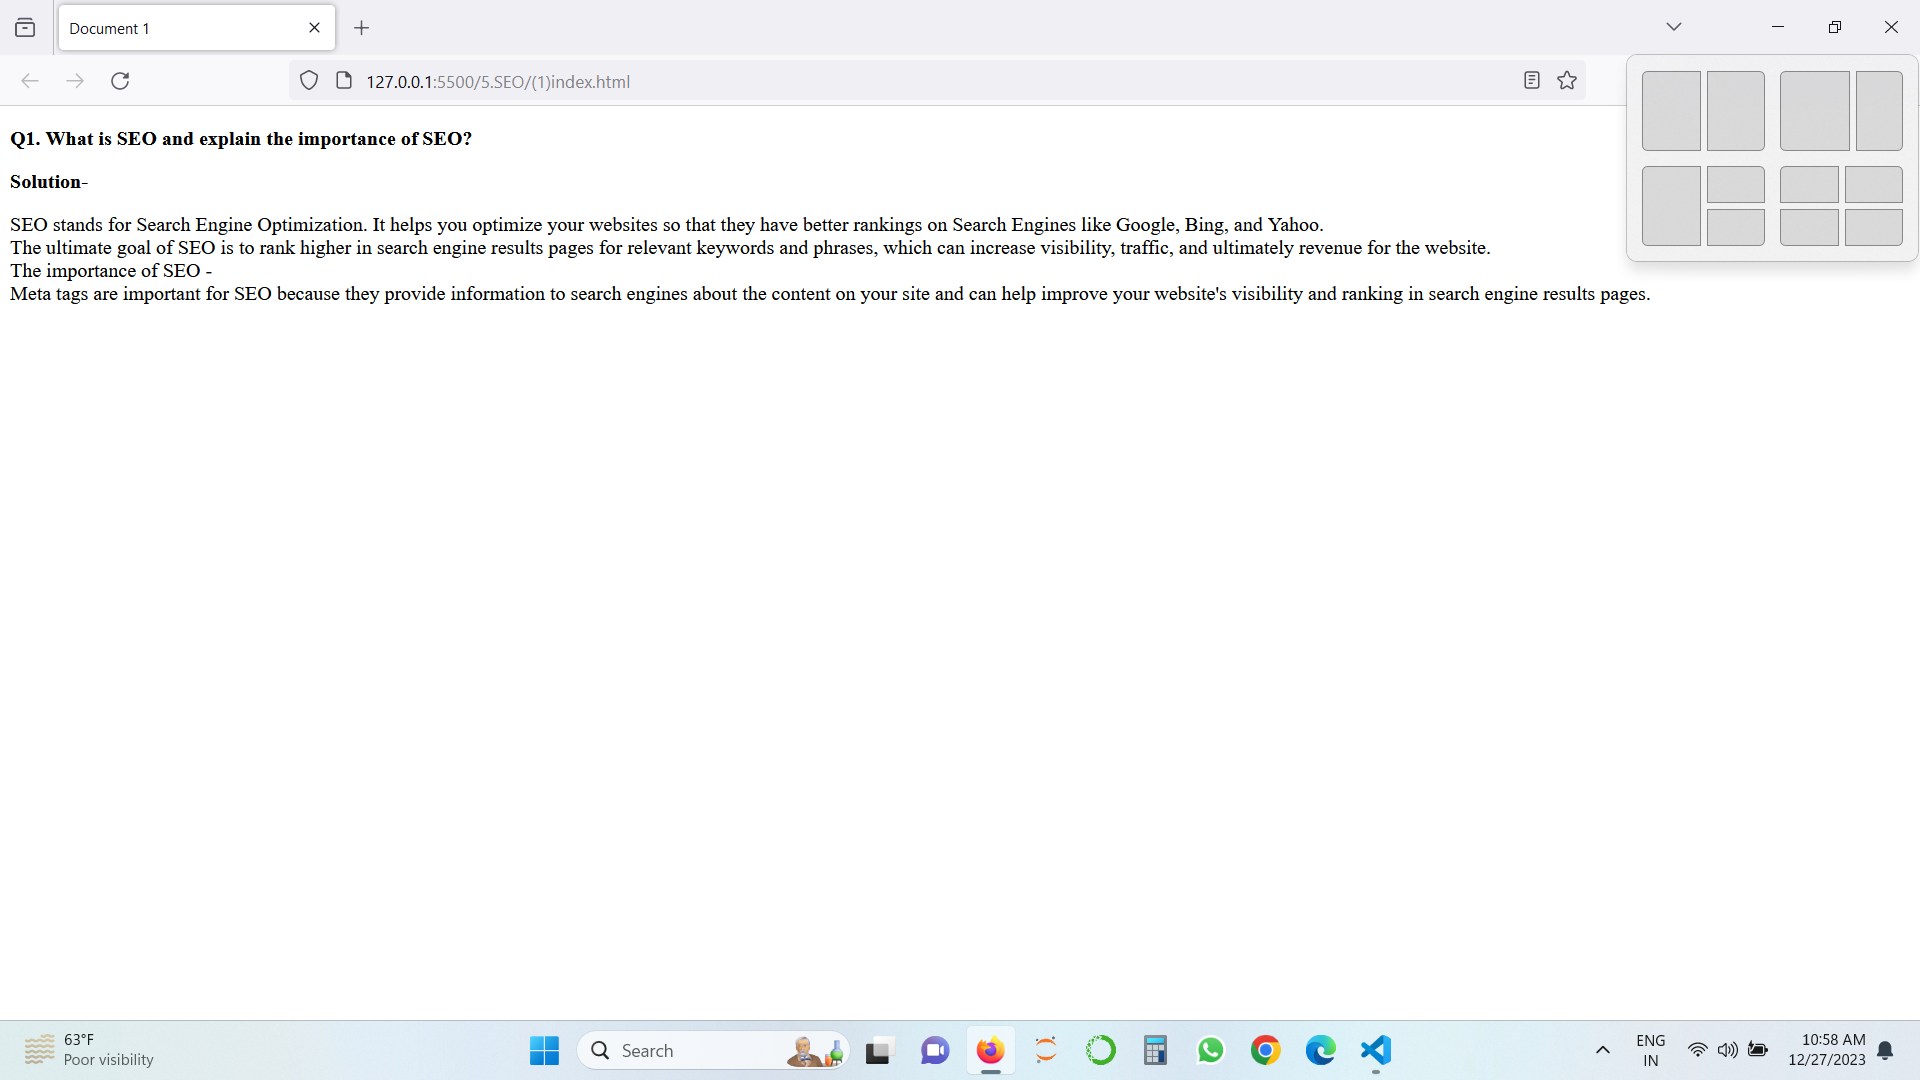 Document 1
127.0.0.1:5500/5.SEO/(1)index.html
Q1. What is SEO and explain the importance of SEO?
Solution-
SEO stands for Search Engine Optimization. It helps you optimize your websites so that they have better rankings on Search Engines like Google, Bing, and Yahoo.
The ultimate goal of SEO is to rank higher in search engine results pages for relevant keywords and phrases, which can increase visibility, traffic, and ultimately revenue for the website.
The importance of SEO -
Meta tags are important for SEO because they provide information to search engines about the content on your site and can help improve your website's visibility and ranking in search engine results pages.
63°F
Poor visibility
Search
ENG
IN
10:58 AM
12/27/2023